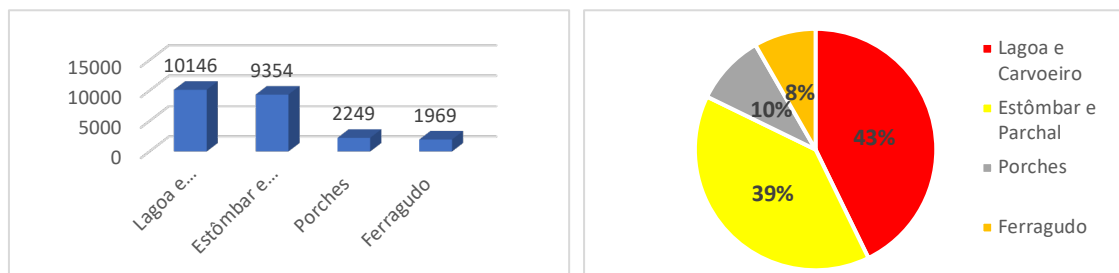 15000
10000
5000
0
10146
9354
2249
1969
Lagoa e...
Estômbar e...
Porches
Ferragudo
8%
10%
43%
39%
Lagoa e
Carvoeiro
Estômbar e
Parchal
Porches
Ferragudo